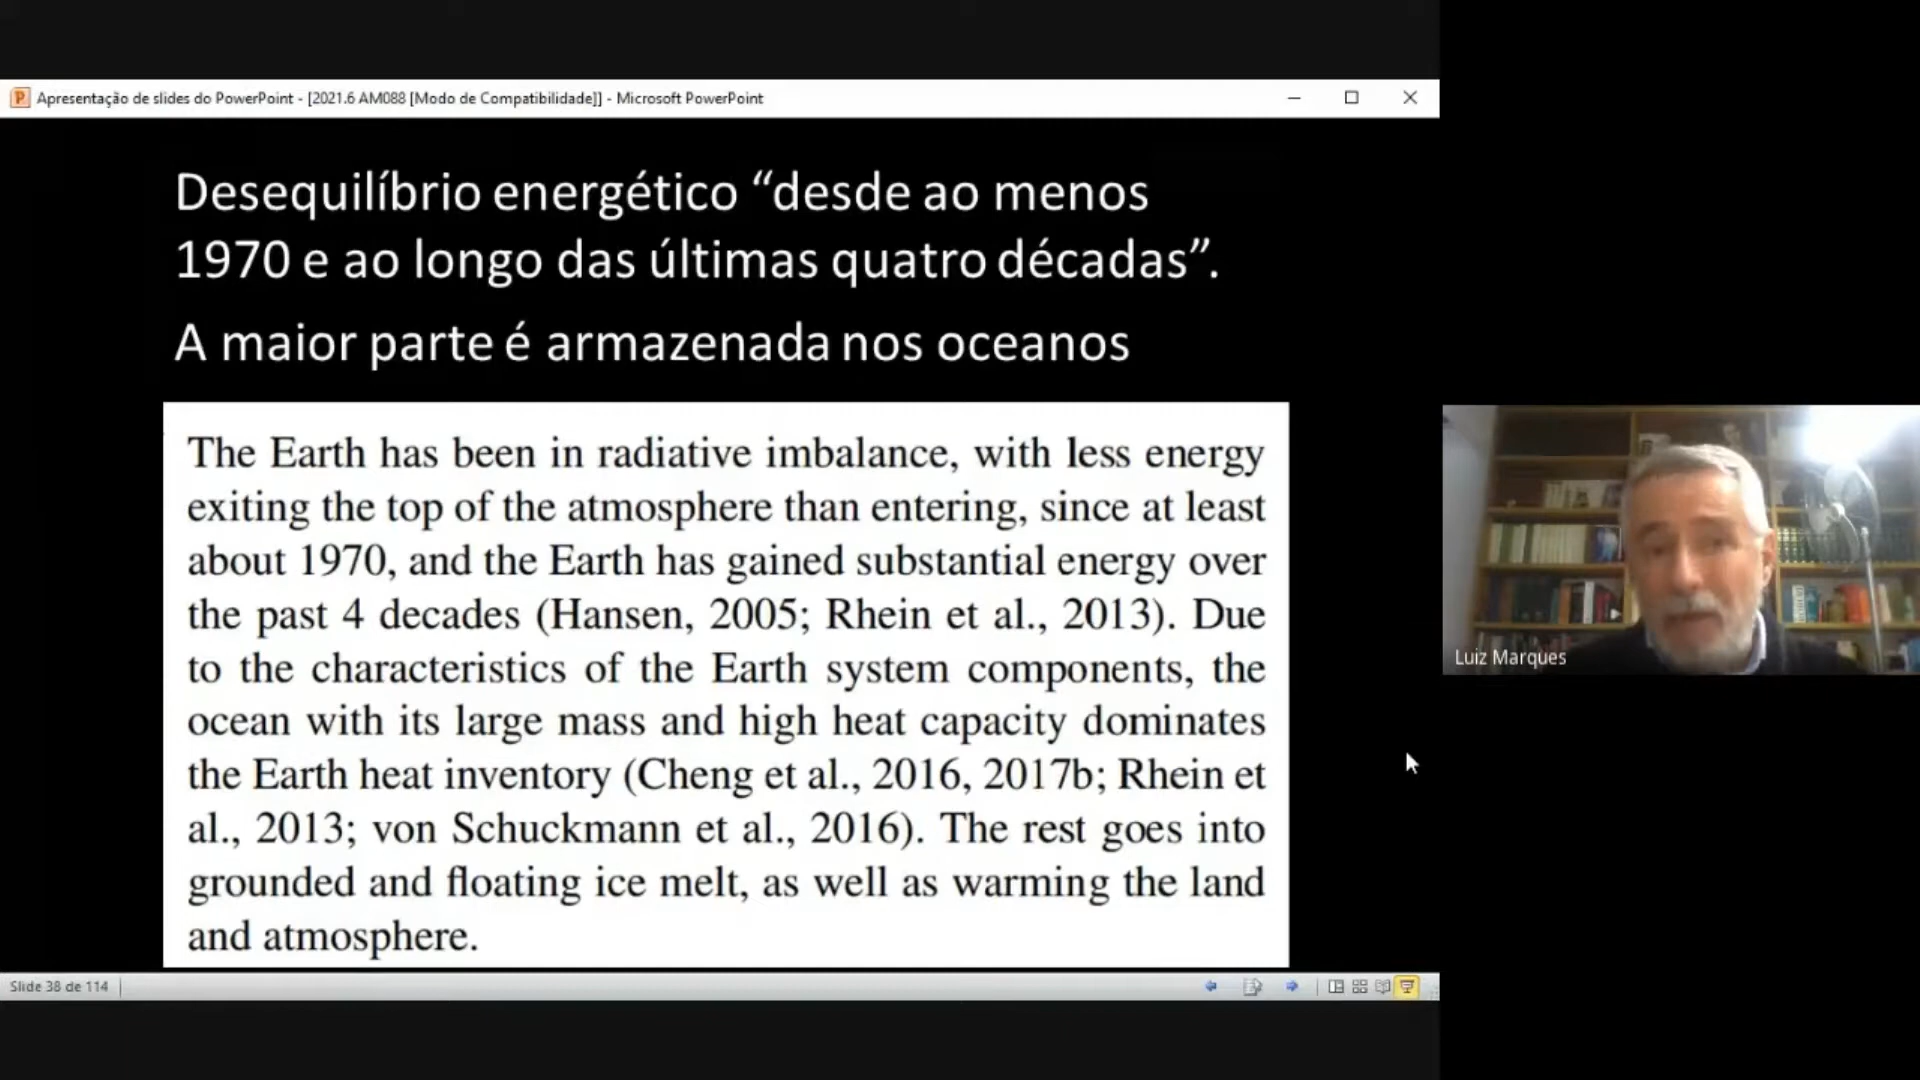 Apresentação de slides do PowerPoint - [2021.6 AM088 [Modo de Compatibilidade]] - Microsoft PowerPoint
Desequilíbrio energético “desde ao menos
1970 e ao longo das últimas quatro décadas”.
A maior parte é armazenada nos oceanos
The Earth has been in radiative imbalance, with less energy
exiting the top of the atmosphere than entering, since at least
about 1970, and the Earth has gained substantial energy over
the past 4 decades (Hansen, 2005; Rhein et al., 2013). Due
to the characteristics of the Earth system components, the
ocean with its large mass and high heat capacity dominates
the Earth heat inventory (Cheng et al., 2016, 2017b; Rhein et
al., 2013; von Schuckmann et al., 2016). The rest goes into
grounded and floating ice melt, as well as warming the land
and atmosphere.
Luiz Marques
Slide 38 de 114